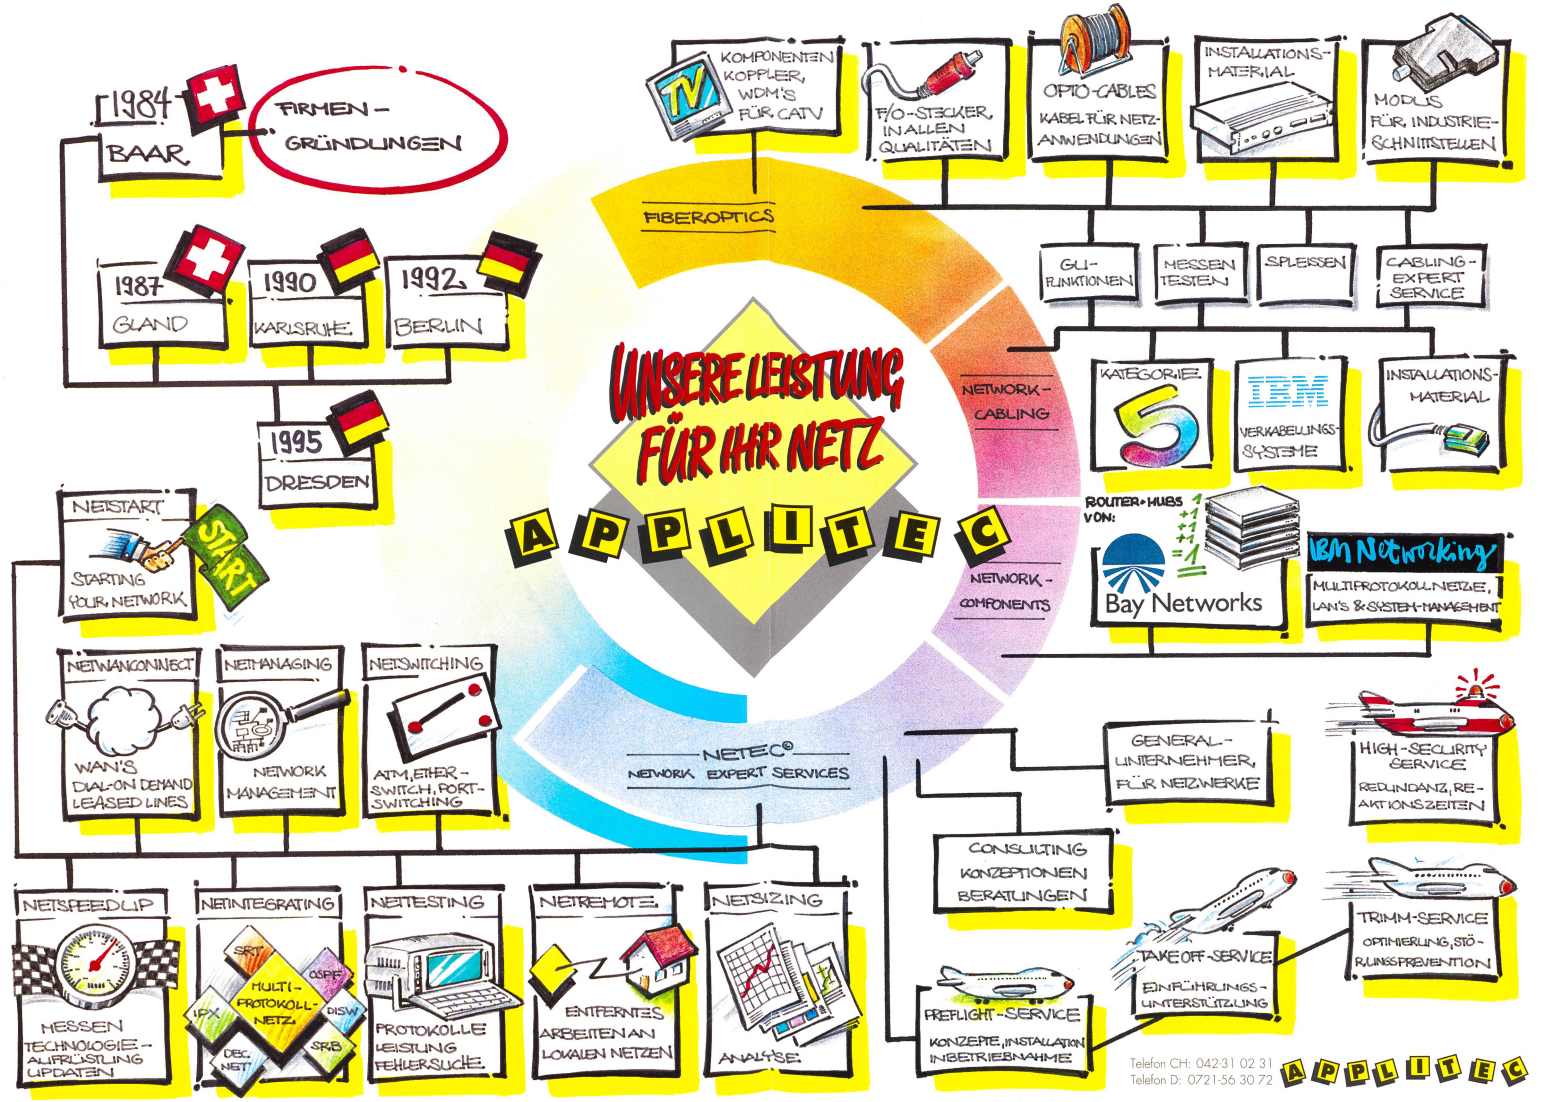 1984
BAAR
FIRMEN-
GRÜNDUNGEN
1987
GLAND
1990
KARLSRUHE
1992
BERLIN
1995
DRESDEN
TV
KOMPONENTEN
KOPPLER,
WDM'S
FÜR CATV
F/O-STECKER,
IN ALLEN
QUALITÄTEN
OPTO-CABLES
KABEL FÜR NETZ-
ANWENDUNGEN
INSTALLATIONS-
MATERIAL
MODUS
FÜR INDUSTRIE-
SCHNITTSTELLEN
FIBEROPTICS
GU-
FUNKTIONEN
MESSEN
TESTEN
SPLEISSEN
CABLING-
EXPERT
SERVICE
NETWORK-
CABLING
KATEGORIE
5
IBM
VERKABELUNGS-
SYSTEME
INSTALLATIONS-
MATERIAL
UNSERE LEISTUNG
FÜR IHR NETZ
APPLITEC
NETWORK-
COMPONENTS
ROUTER+HUBS
VON:
1
+1
+1
+1
=1
Bay Networks
IBM Networking
MULTIPROTOKOLLNETZE,
LAN'S & SYSTEM-MANAGEMENT
NETSTART
START
STARTING
YOUR NETWORK
NETWANCONNECT
WAN'S
DIAL-ON DEMAND
LEASED LINES
NETMANAGING
NETWORK
MANAGEMENT
NETSWITCHING
ATM, ETHER-
SWITCH, PORT-
SWITCHING
NETEC©
NETWORK EXPERT SERVICES
GENERAL-
UNTERNEHMER,
FÜR NETZWERKE
HIGH-SECURITY
SERVICE
REDUNDANZ, RE-
AKTIONSZEITEN
CONSULTING
KONZEPTIONEN
BERATUNGEN
NETSPEEDUP
MESSEN
TECHNOLOGIE-
AUFRÜSTUNG
UPDATEN
NETINTEGRATING
SRT
OSPF
MULTI-
PROTOKOLL-
NETZ
IPX
DLSW
SRB
DEC
NET
NETTESTING
PROTOKOLLE
LEISTUNG
FEHLERSUCHE
NETREMOTE
ENTFERNTES
ARBEITEN AN
LOKALEN NETZEN
NETSIZING
ANALYSE
PREFLIGHT-SERVICE
KONZEPTE, INSTALLATION
INBETRIEBNAHME
TAKE OFF-SERVICE
EINFÜHRUNGS-
UNTERSTÜTZUNG
TRIMM-SERVICE
OPTIMIERUNG, STÖ-
RUNGSPREVENTION
Telefon CH: 042-31 02 31
Telefon D: 0721-56 30 72
APPLITEC